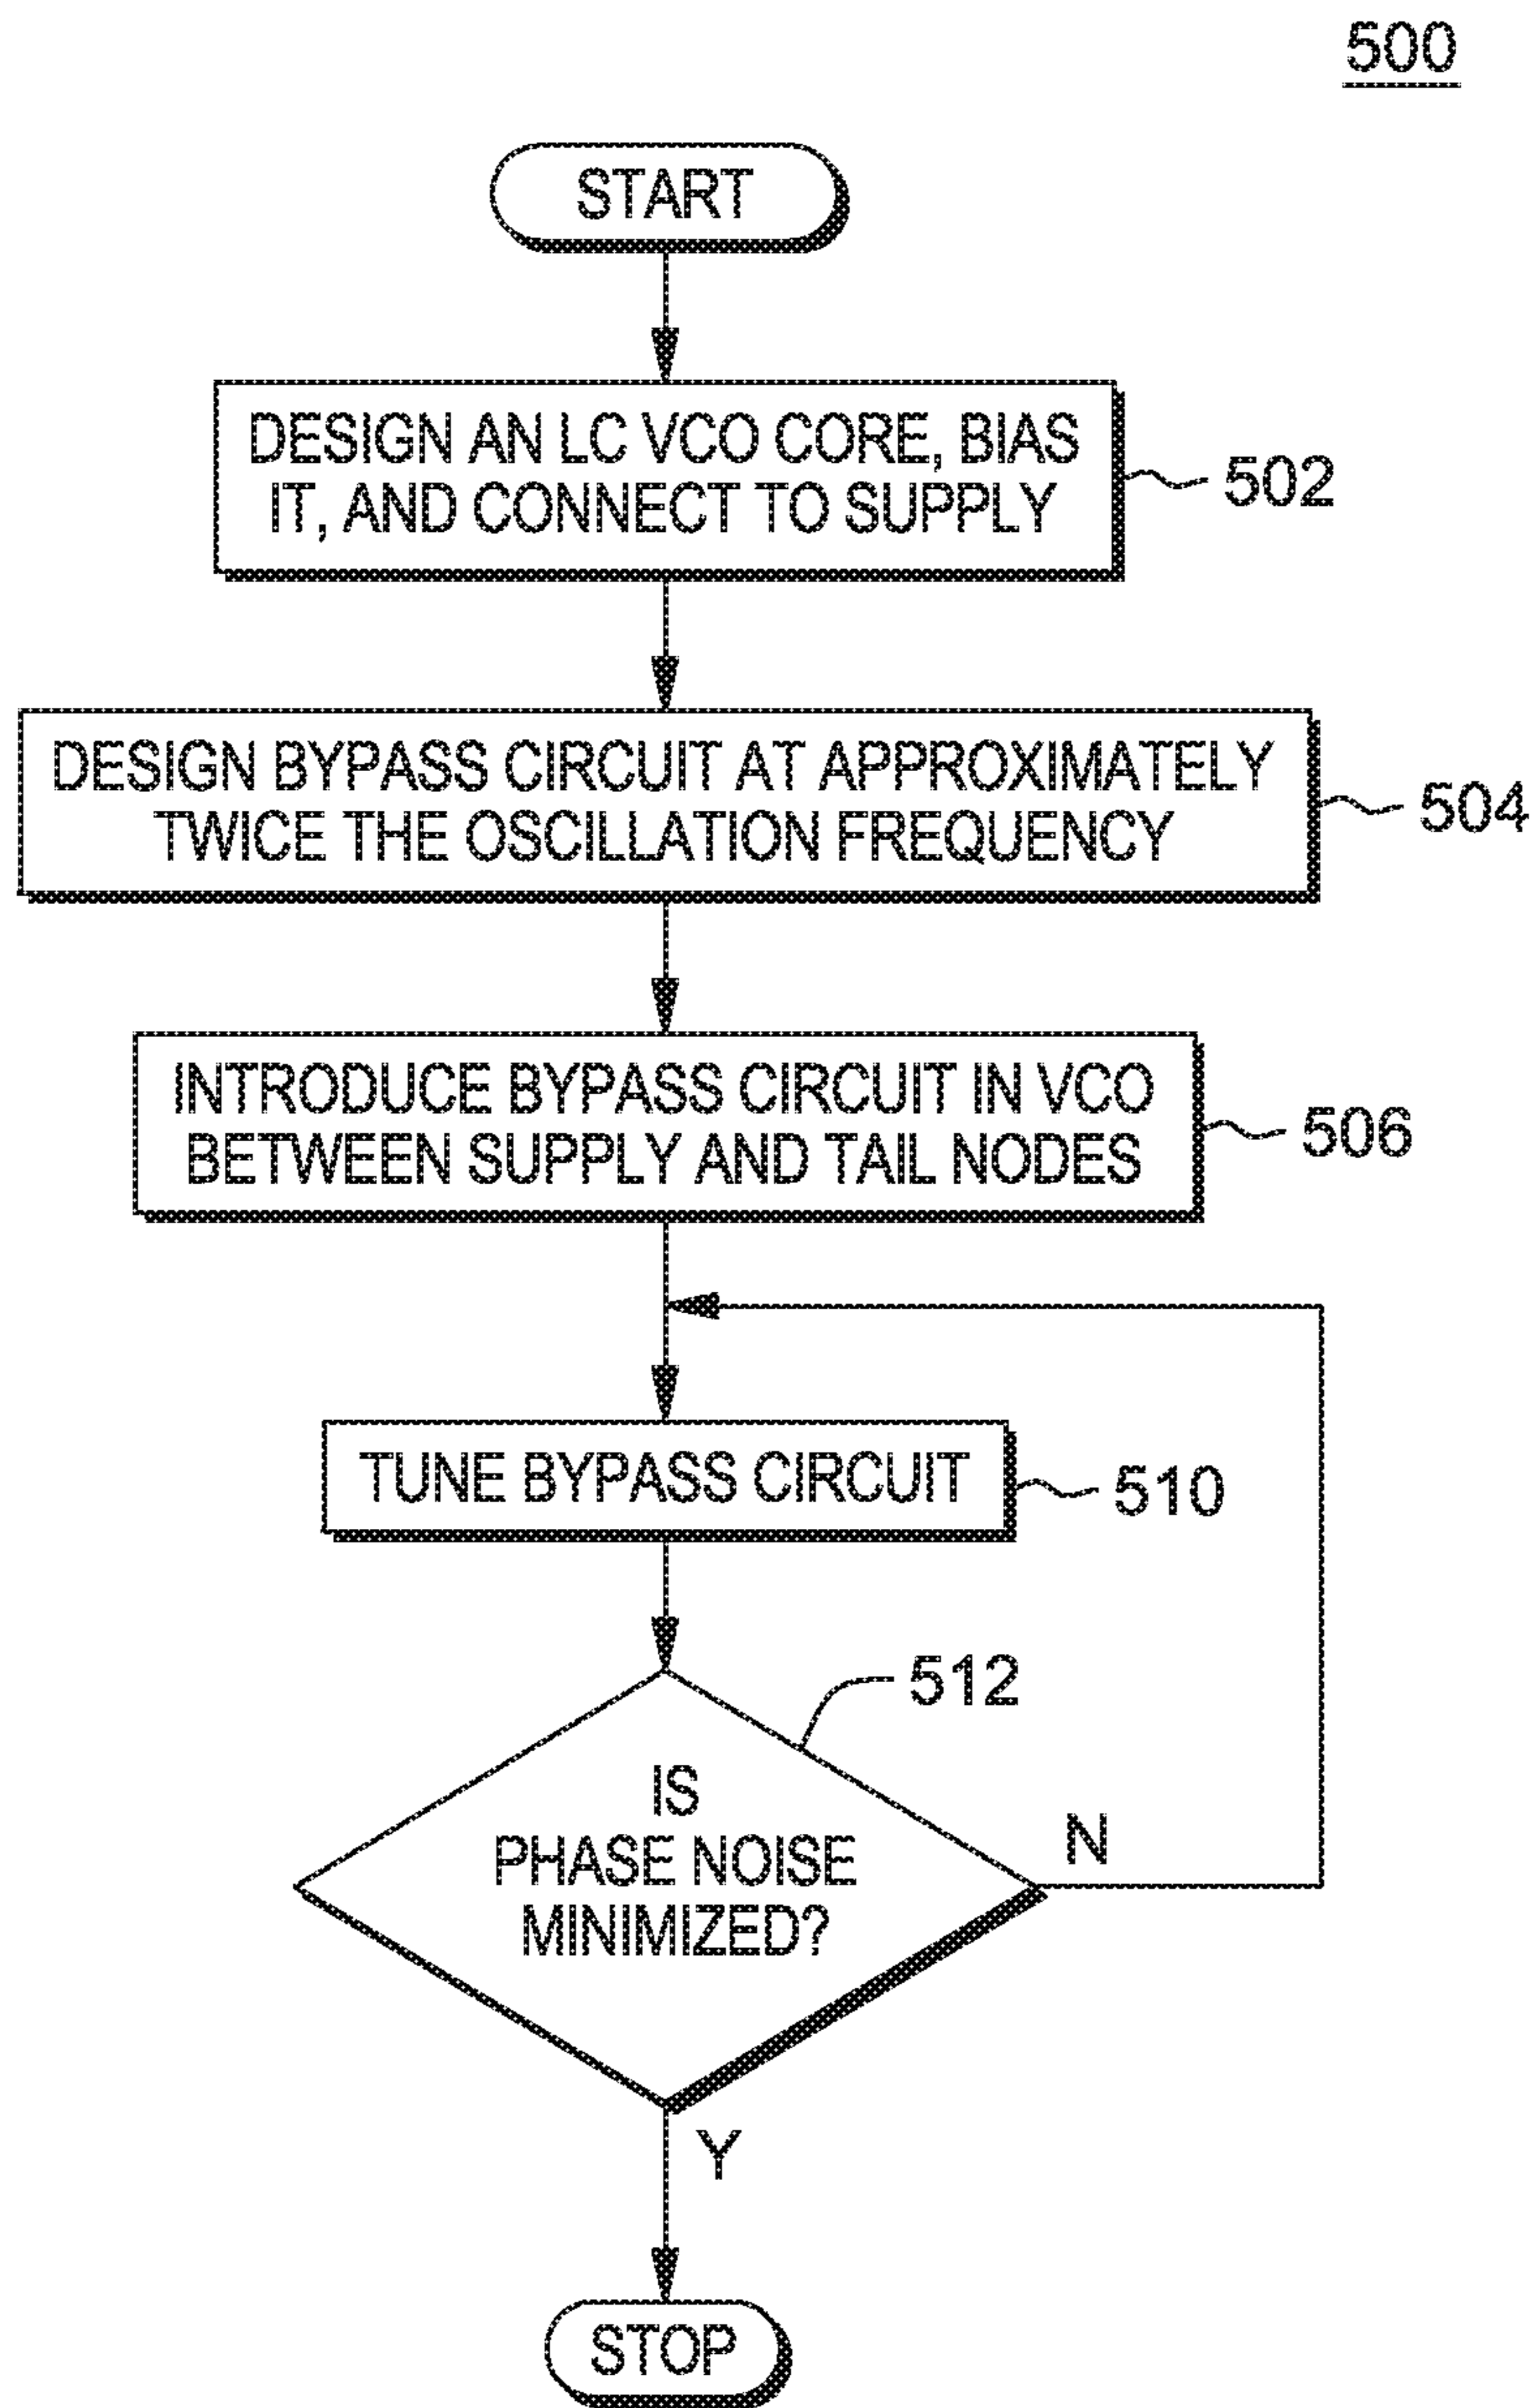 500
START
DESIGN AN LC VCO CORE, BIAS
IT, AND CONNECT TO SUPPLY
502
DESIGN BYPASS CIRCUIT AT APPROXIMATELY
TWICE THE OSCILLATION FREQUENCY
504
INTRODUCE BYPASS CIRCUIT IN VCO
BETWEEN SUPPLY AND TAIL NODES
506
TUNE BYPASS CIRCUIT
510
512
IS
PHASE NOISE
MINIMIZED?
N
Y
STOP